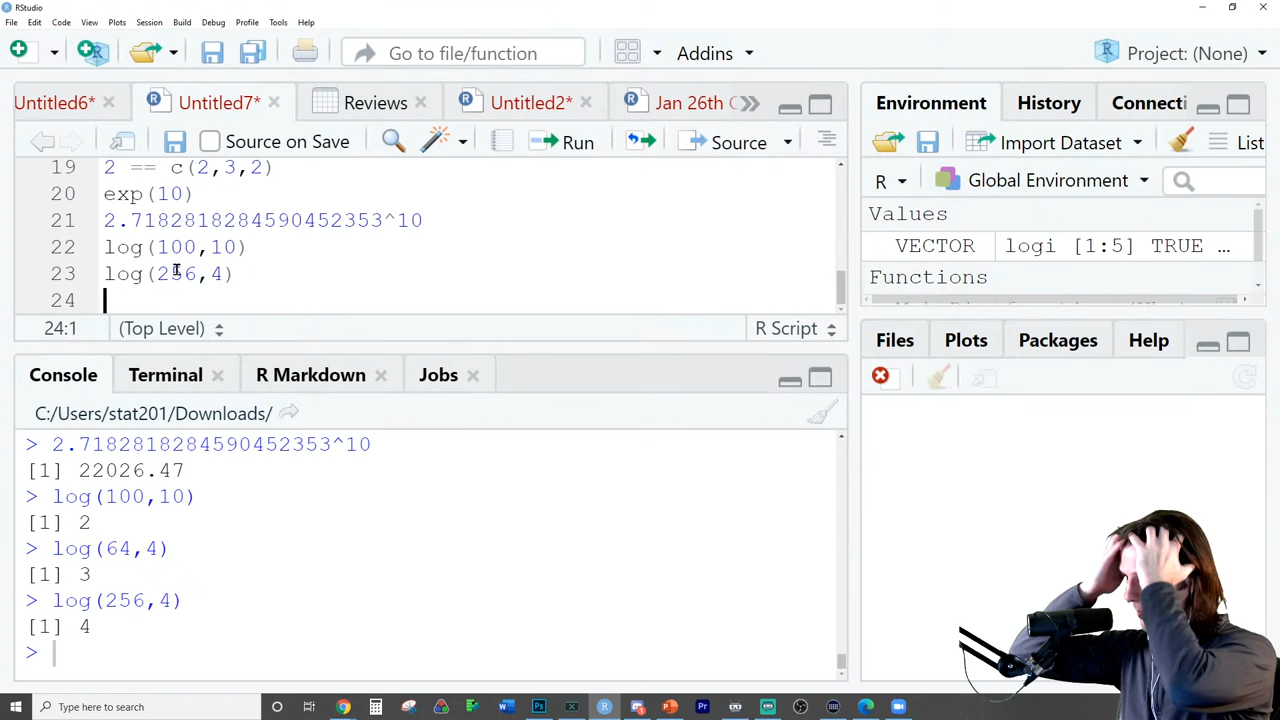 RStudio
File Edit Code View Plots Session Build Debug Profile Tools Help
Go to file/function Addins Project: (None)
Untitled6* Untitled7* Reviews Untitled2* Jan 26th
Source on Save Run Source
19 2 == c(2,3,2)
20 exp(10)
21 2.7182818284590452353^10
22 log(100,10)
23 log(256,4)
24
24:1 (Top Level) R Script
Console Terminal R Markdown Jobs
C:/Users/stat201/Downloads/
> 2.7182818284590452353^10
[1] 22026.47
> log(100,10)
[1] 2
> log(64,4)
[1] 3
> log(256,4)
[1] 4
>
Environment History Connecti
Import Dataset List
R Global Environment
Values
VECTOR logi [1:5] TRUE ...
Functions
Files Plots Packages Help
Type here to search